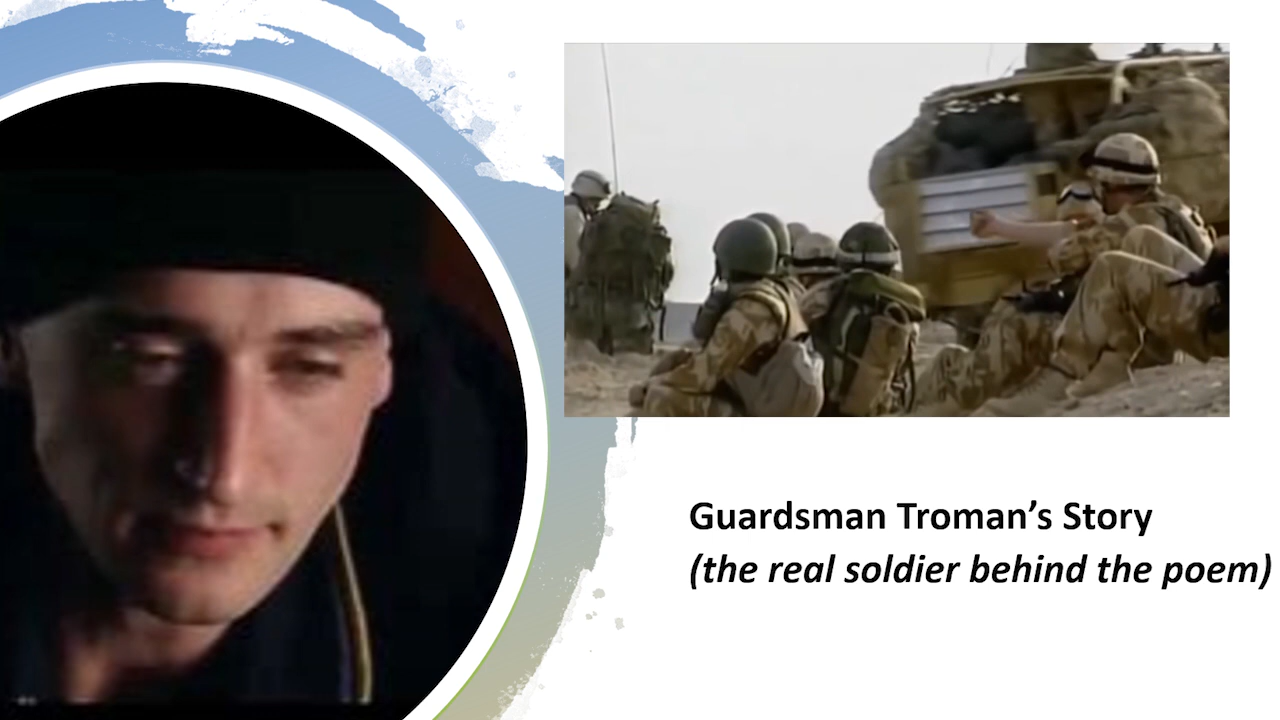 Guardsman Troman’s Story
(the real soldier behind the poem)